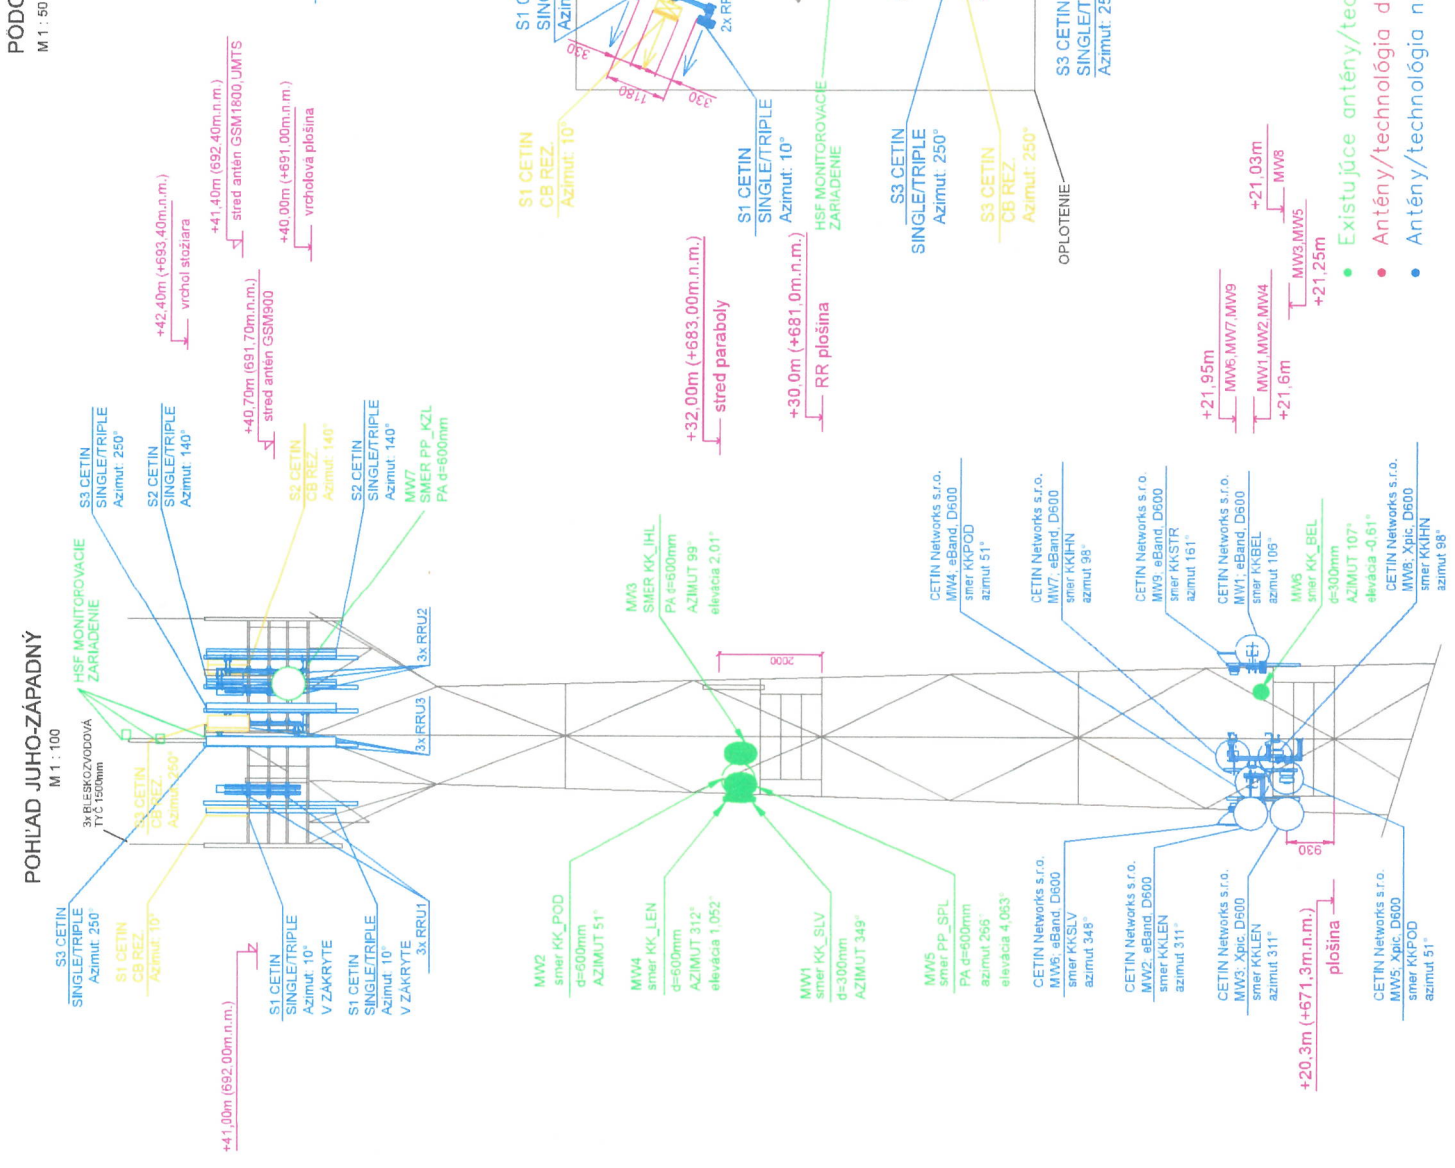 POHĽAD JUHO-ZÁPADNÝ
M 1 : 100
HSF MONITOROVACIE
ZARIADENIE
3x BLESKOZVODOVÁ
TYČ 1500mm
S3 CETIN
CB REZ.
Azimut: 250°
S3 CETIN
SINGLE/TRIPLE
Azimut: 250°
S1 CETIN
CB REZ.
Azimut: 10°
S1 CETIN
SINGLE/TRIPLE
Azimut: 10°
V ZÁKRYTE
S1 CETIN
SINGLE/TRIPLE
Azimut: 10°
V ZÁKRYTE
3x RRU1
3x RRU3
3x RRU2
+41,00m (692,00m.n.m.)
S3 CETIN
SINGLE/TRIPLE
Azimut: 250°
S2 CETIN
SINGLE/TRIPLE
Azimut: 140°
S2 CETIN
CB REZ.
Azimut: 140°
S2 CETIN
SINGLE/TRIPLE
Azimut: 140°
MW7
SMER PP_KZL
PA d=600mm
+42,40m (+693,40m.n.m.)
vrchol stožiara
+41,40m (692,40m.n.m.)
stred antén GSM1800,UMTS
+40,70m (691,70m.n.m.)
stred antén GSM900
+40,00m (+691,00m.n.m.)
vrcholová plošina
MW2
smer KK_POD
d=600mm
AZIMUT 51°
MW4
smer KK_LEN
d=600mm
AZIMUT 312°
elevácia 1,052°
MW1
smer KK_SLV
d=300mm
AZIMUT 349°
MW5
smer PP_SPL
PA d=600mm
azimut 266°
elevácia 4,063°
MW3
SMER KK_IHL
PA d=600mm
AZIMUT 99°
elevácia 2,01°
2000
+32,00m (+683,00m.n.m.)
stred paraboly
+30,0m (+681,0m.n.m.)
RR plošina
CETIN Networks s.r.o.
MW4; eBand, D600
smer KKPOD
azimut 51°
CETIN Networks s.r.o.
MW7; eBand, D600
smer KKIHN
azimut 98°
CETIN Networks s.r.o.
MW9; eBand, D600
smer KKSTR
azimut 161°
CETIN Networks s.r.o.
MW1; eBand, D600
smer KKBEL
azimut 106°
MW6
smer KK_BEL
d=300mm
AZIMUT 107°
elevácia -0,61°
CETIN Networks s.r.o.
MW8; Xpic, D600
smer KKIHN
azimut 98°
CETIN Networks s.r.o.
MW6; eBand, D600
smer KKSLV
azimut 348°
CETIN Networks s.r.o.
MW2; eBand, D600
smer KKLEN
azimut 311°
CETIN Networks s.r.o.
MW3; Xpic, D600
smer KKLEN
azimut 311°
CETIN Networks s.r.o.
MW5; Xpic, D600
smer KKPOD
azimut 51°
930
+20,3m (+671,3m.n.m.)
plošina
+21,95m
MW6,MW7,MW9
MW1,MW2,MW4
+21,6m
+21,03m
MW8
MW3,MW5
+21,25m
M 1 : 50
S1 CETIN
CB REZ.
Azimut: 10°
330
1180
330
S1 CETIN
SINGLE/TRIPLE
Azimut: 10°
HSF MONITOROVACIE
ZARIADENIE
S3 CETIN
SINGLE/TRIPLE
Azimut: 250°
S3 CETIN
CB REZ.
Azimut: 250°
OPLOTENIE
S3 CETIN
• Existujúce antény/tec
• Antény/technológia d
• Antény/technológia n